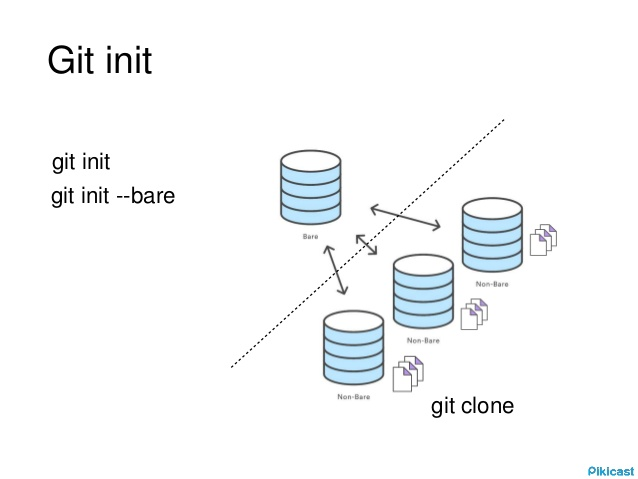 Git init
git init
git init --bare
Bare
Non-Bare
Non-Bare
Non-Bare
git clone
Pikicast